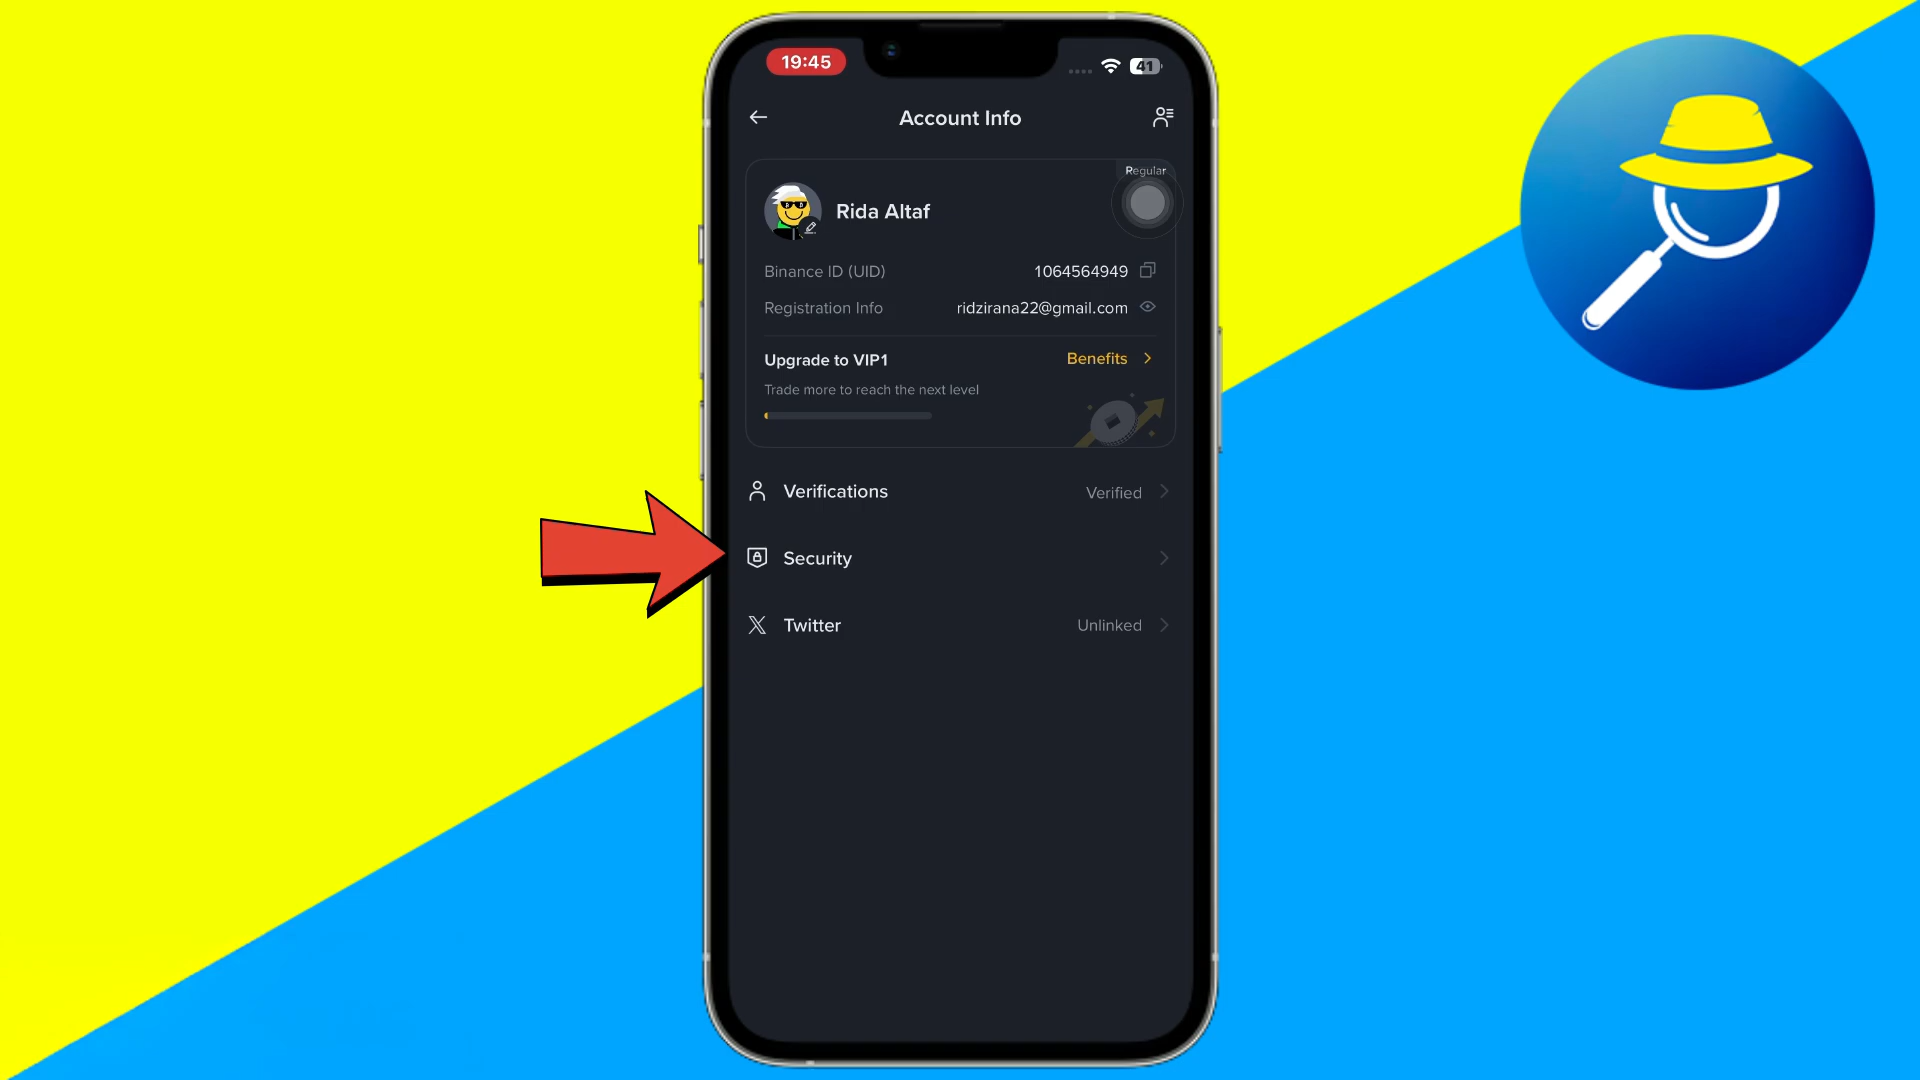 19:45
41
Account Info
Regular
Rida Altaf
Binance ID (UID) 1064564949
Registration Info ridzirana22@gmail.com
Upgrade to VIP1 Benefits
Trade more to reach the next level
Verifications Verified
Security
Twitter Unlinked